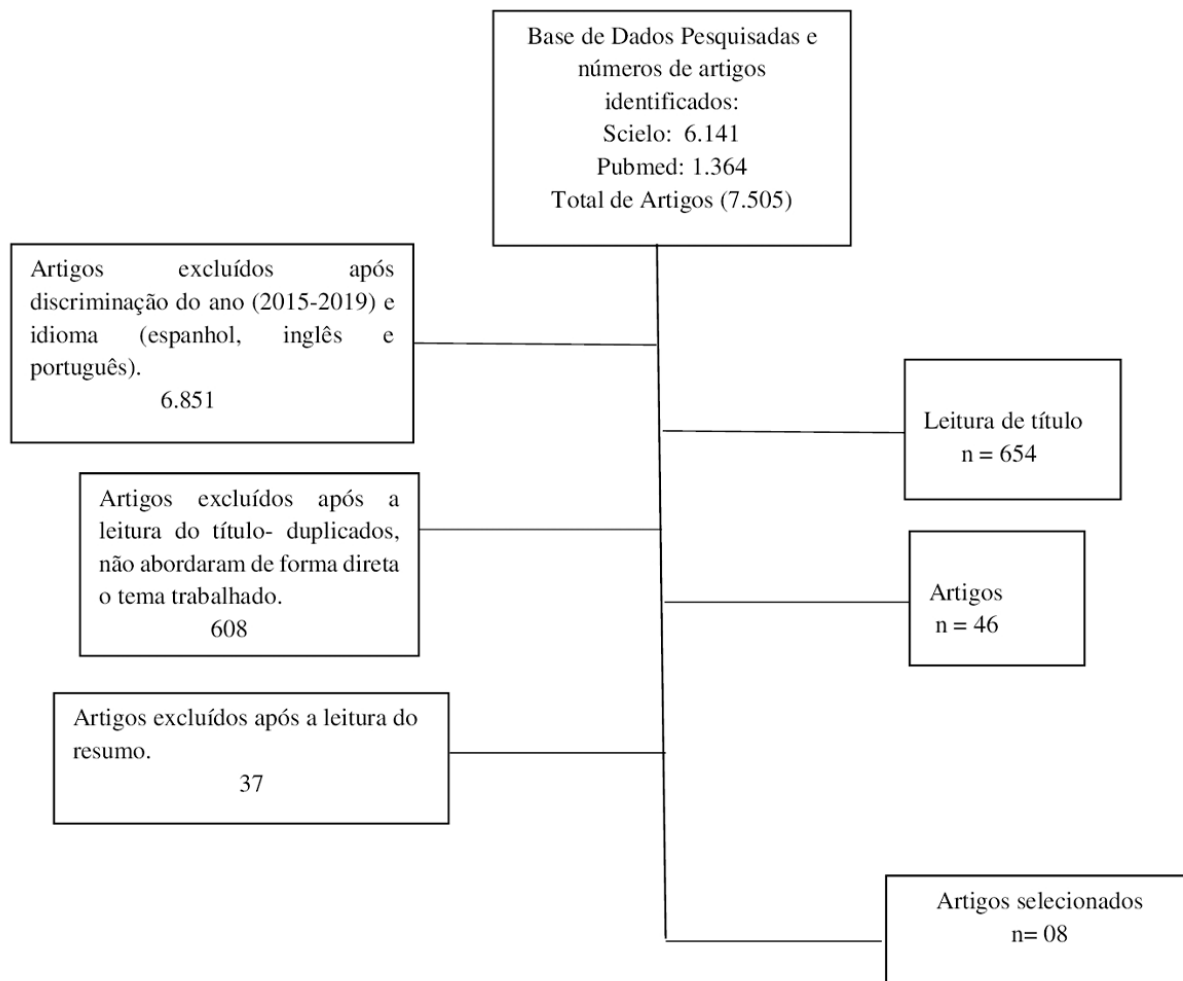 Base de Dados Pesquisadas e
números de artigos
identificados:
Scielo: 6.141
Pubmed: 1.364
Total de Artigos (7.505)
Artigos excluídos após
discriminação do ano (2015-2019) e
idioma (espanhol, inglês e
português).
6.851
Leitura de título
n = 654
Artigos excluídos após a
leitura do título- duplicados,
não abordaram de forma direta
o tema trabalhado.
608
Artigos
n = 46
Artigos excluídos após a leitura do
resumo.
37
Artigos selecionados
n= 08